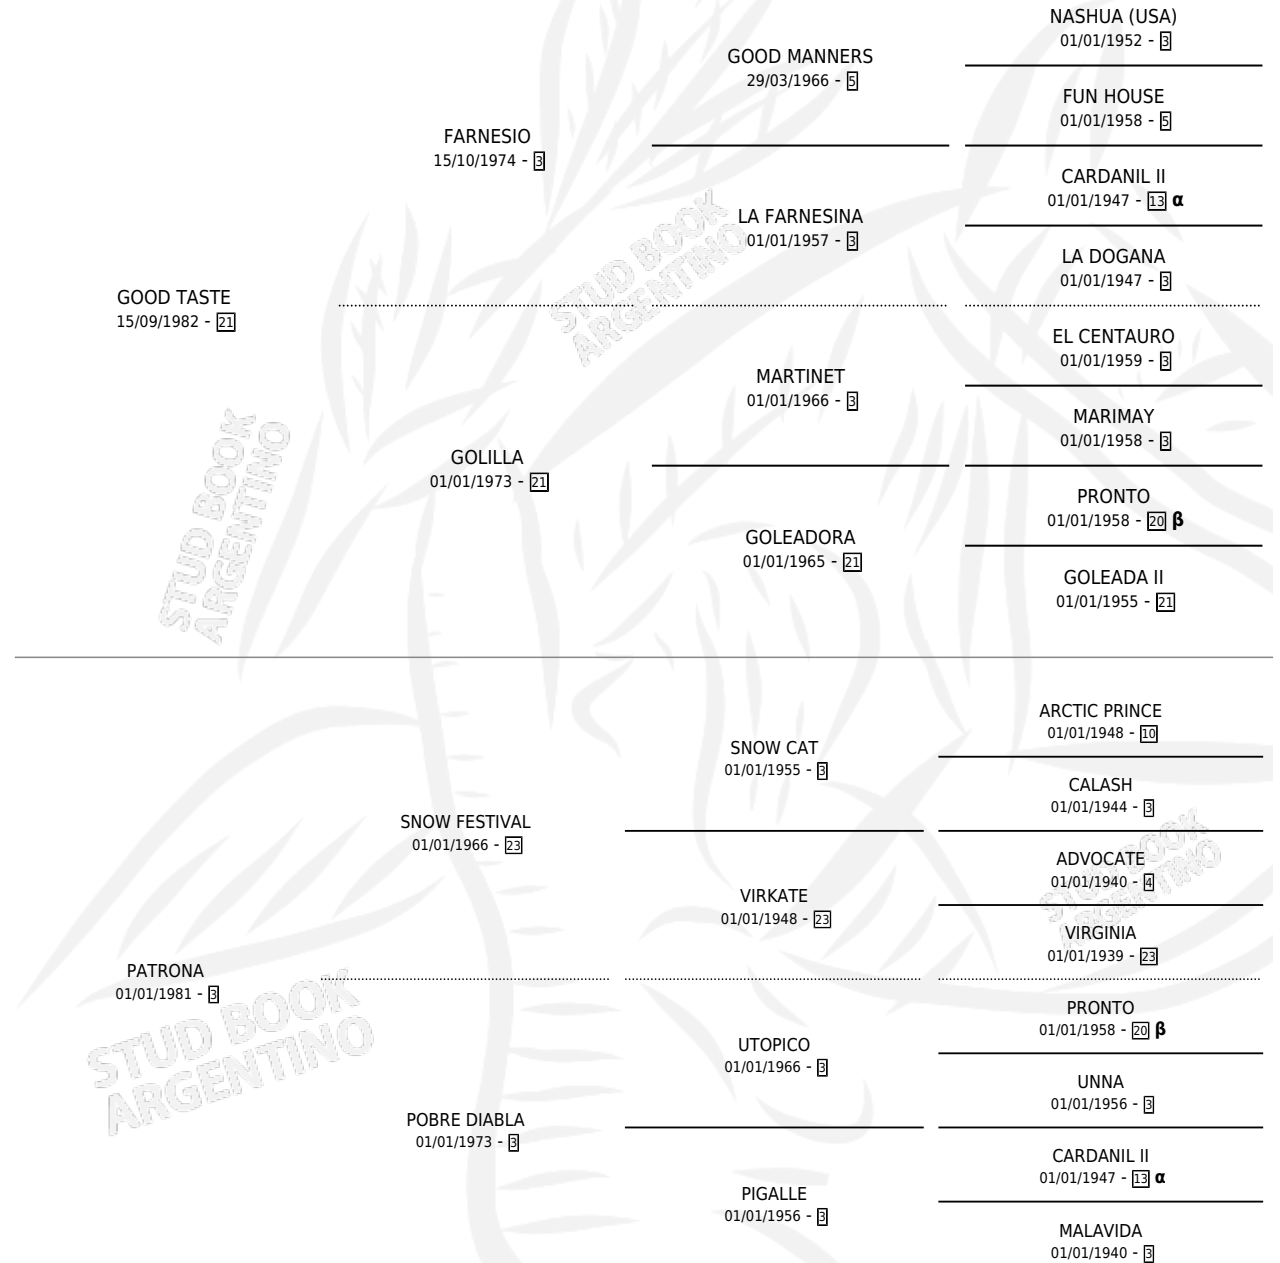 NASHUA (USA)
01/01/1952 - 3
GOOD MANNERS
29/03/1966 - 5
FUN HOUSE
01/01/1958 - 5
FARNESIO
15/10/1974 - 3
CARDANIL II
01/01/1947 - 13 α
LA FARNESINA
01/01/1957 - 3
LA DOGANA
01/01/1947 - 3
GOOD TASTE
15/09/1982 - 21
EL CENTAURO
01/01/1959 - 3
MARTINET
01/01/1966 - 3
MARIMAY
01/01/1958 - 3
GOLILLA
01/01/1973 - 21
PRONTO
01/01/1958 - 20 β
GOLEADORA
01/01/1965 - 21
GOLEADA II
01/01/1955 - 21
ARCTIC PRINCE
01/01/1948 - 10
SNOW CAT
01/01/1955 - 3
CALASH
01/01/1944 - 3
SNOW FESTIVAL
01/01/1966 - 23
ADVOCATE
01/01/1940 - 4
VIRKATE
01/01/1948 - 23
VIRGINIA
01/01/1939 - 23
PATRONA
01/01/1981 - 3
PRONTO
01/01/1958 - 20 β
UTOPICO
01/01/1966 - 3
UNNA
01/01/1956 - 3
POBRE DIABLA
01/01/1973 - 3
CARDANIL II
01/01/1947 - 13 α
PIGALLE
01/01/1956 - 3
MALAVIDA
01/01/1940 - 3
STUD BOOK
ARGENTINO
STUD BOOK
ARGENTINO
STUD BOOK
ARGENTINO
STUD BOOK
ARGENTINO